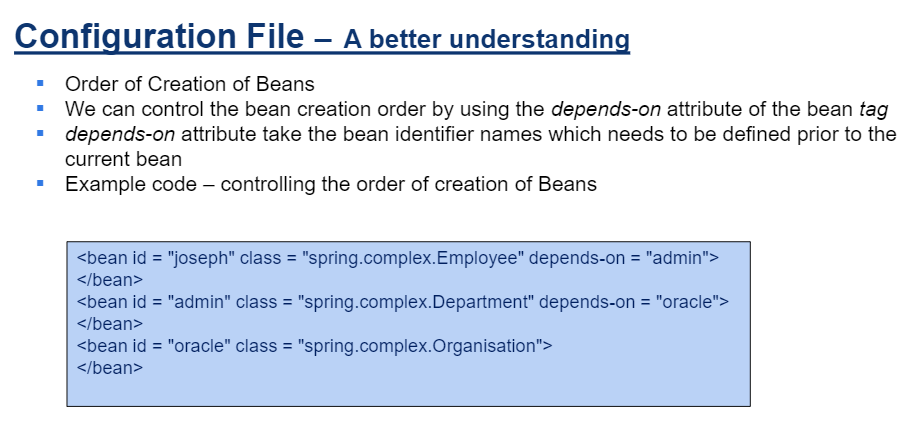 Configuration File – A better understanding
Order of Creation of Beans
We can control the bean creation order by using the depends-on attribute of the bean tag
depends-on attribute take the bean identifier names which needs to be defined prior to the
current bean
Example code – controlling the order of creation of Beans
<bean id = "joseph" class = "spring.complex.Employee" depends-on = "admin">
</bean>
<bean id = "admin" class = "spring.complex.Department" depends-on = "oracle">
</bean>
<bean id = "oracle" class = "spring.complex.Organisation">
</bean>